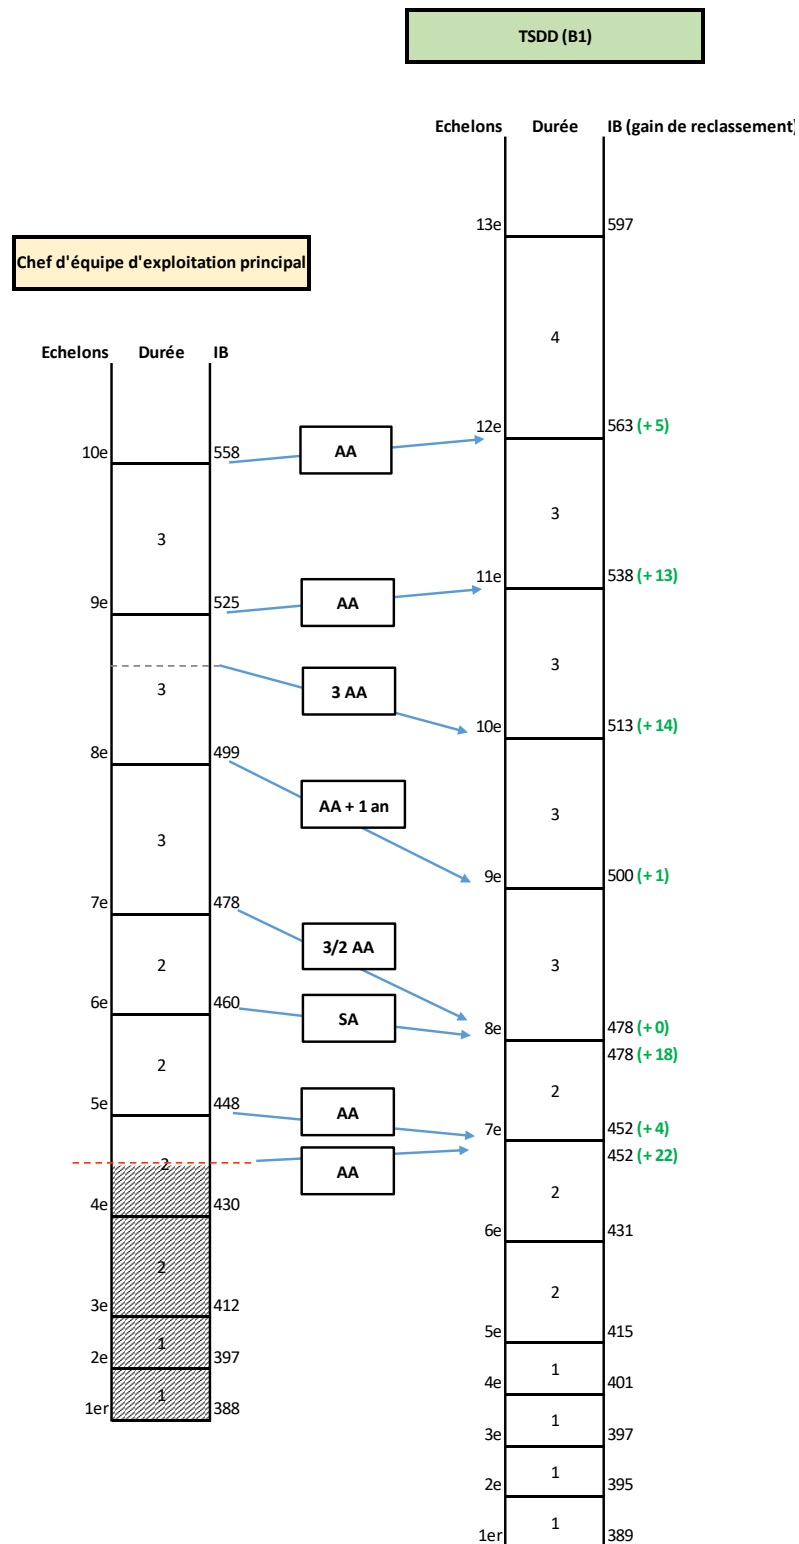 TSDD (B1)
Echelons Durée IB (gain de reclassement)
13e 597
Chef d'équipe d'exploitation principal
4
Echelons Durée IB
12e 563 (+ 5)
10e 558 AA
3 3
11e 538 (+ 13)
9e 525 AA
3 3 3 AA
10e 513 (+ 14)
8e 499
AA + 1 an 3
3
9e 500 (+ 1)
7e 478
3/2 AA
2 3
6e 460 SA
8e 478 (+ 0)
478 (+ 18)
2 2
5e 448 AA
7e 452 (+ 4)
452 (+ 22)
2 AA
2
4e 430
6e 431
2 2
3e 412
5e 415
1
2e 397 1
4e 401
1
1er 388 1
3e 397
1
2e 395
1
1er 389